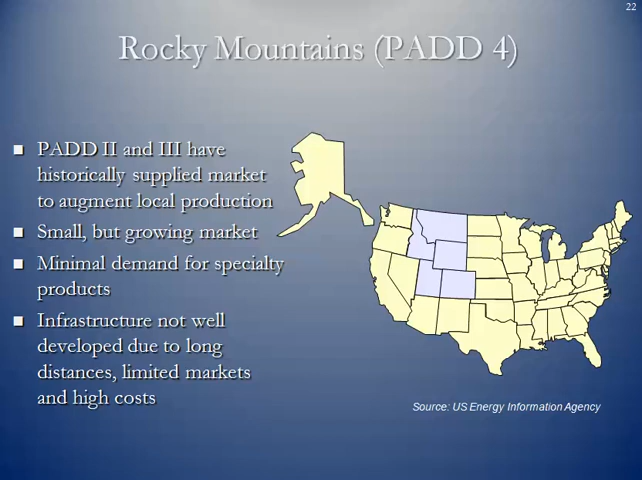 22
Rocky Mountains (PADD 4)
■ PADD II and III have
historically supplied market
to augment local production
■ Small, but growing market
■ Minimal demand for specialty
products
■ Infrastructure not well
developed due to long
distances, limited markets
and high costs
Source: US Energy Information Agency